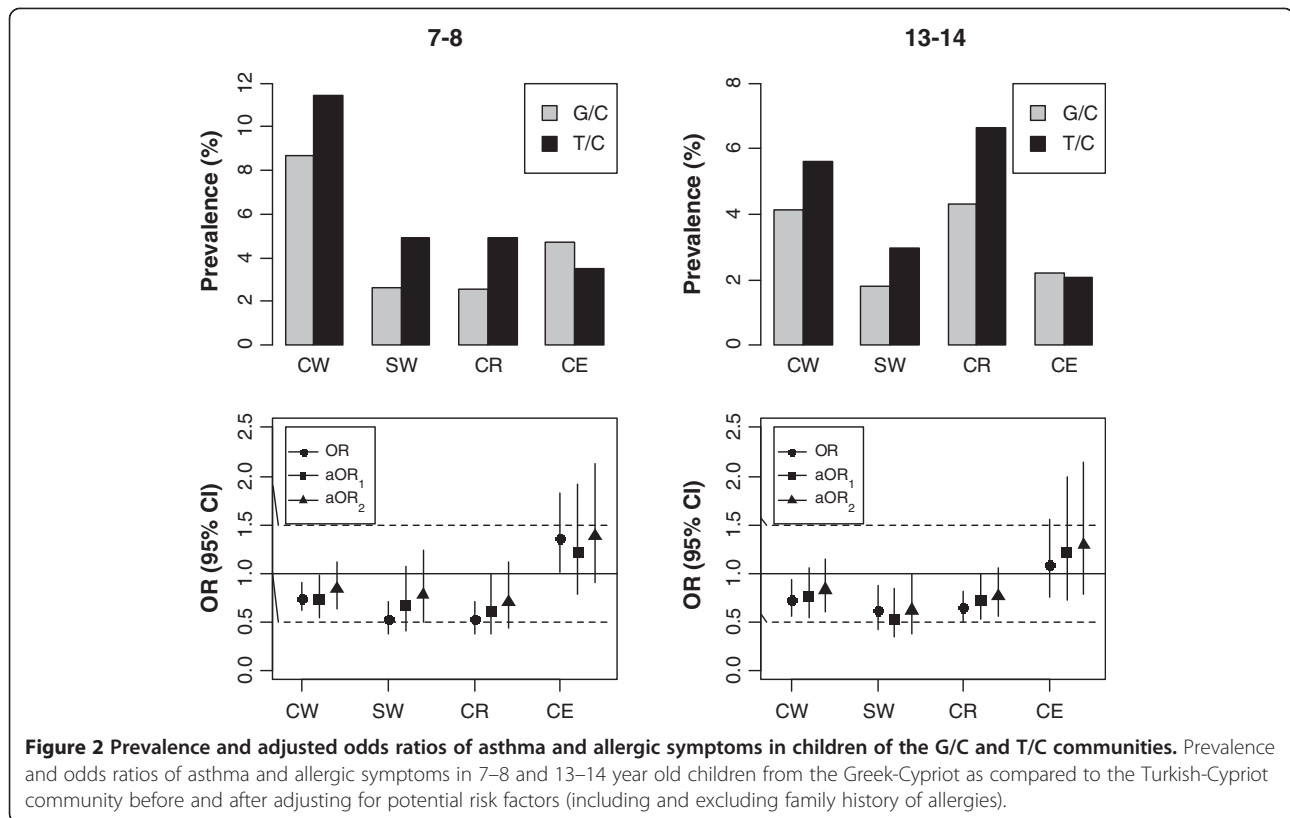 7-8
13-14
Prevalence (%)
12
10
8
6
4
2
0
G/C
T/C
CW SW CR CE
Prevalence (%)
8
6
4
2
0
G/C
T/C
CW SW CR CE
OR (95% CI)
2.5
2.0
1.5
1.0
0.5
0.0
OR
aOR1
aOR2
CW SW CR CE
OR (95% CI)
2.5
2.0
1.5
1.0
0.5
0.0
OR
aOR1
aOR2
CW SW CR CE
Figure 2 Prevalence and adjusted odds ratios of asthma and allergic symptoms in children of the G/C and T/C communities. Prevalence
and odds ratios of asthma and allergic symptoms in 7–8 and 13–14 year old children from the Greek-Cypriot as compared to the Turkish-Cypriot
community before and after adjusting for potential risk factors (including and excluding family history of allergies).